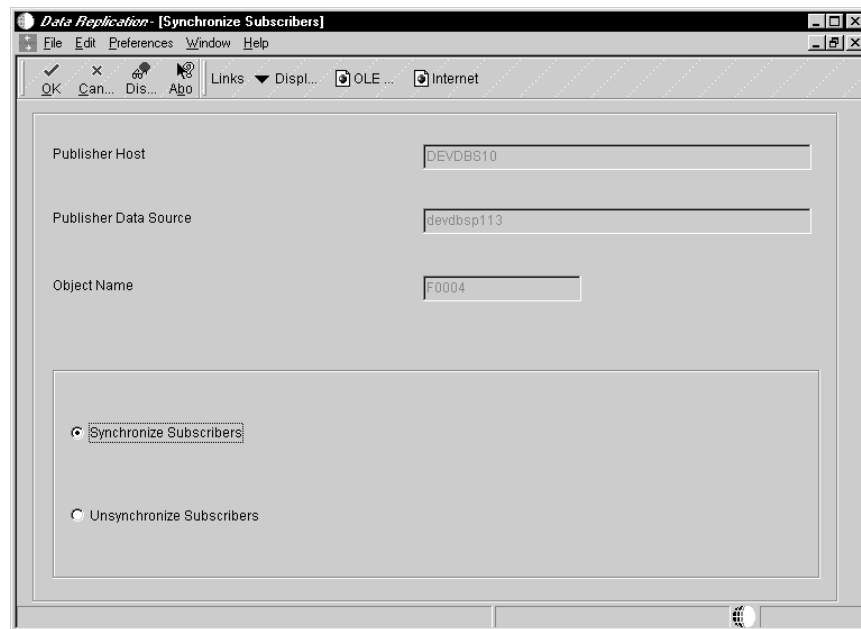 Data Replication - [Synchronize Subscribers]
File Edit Preferences Window Help
OK Can... Dis... Abo Links Displ... OLE ... Internet
Publisher Host DEVDBS10
Publisher Data Source devdbsp113
Object Name F0004
Synchronize Subscribers
Unsynchronize Subscribers